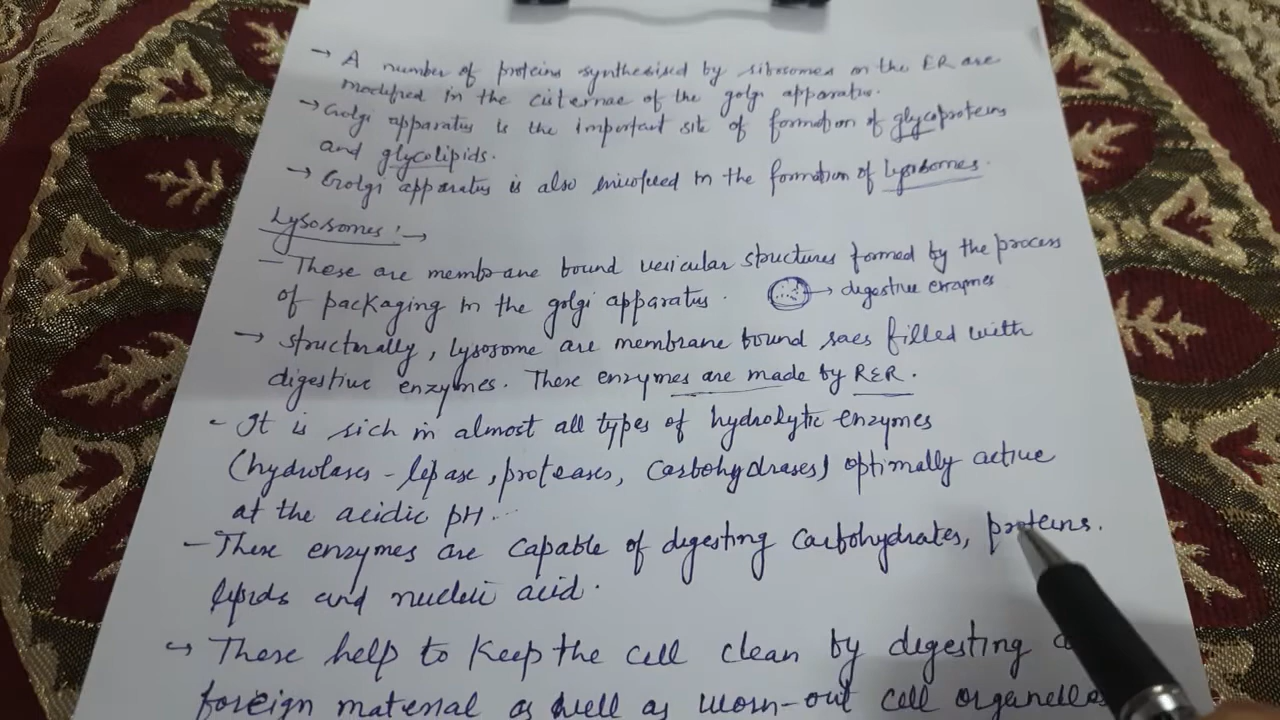 → A number of proteins synthesised by ribosomes on the ER are
modified in the cisternae of the golgi apparatus.
→ Golgi apparatus is the important site of formation of glycoproteins
and glycolipids.
→ Golgi apparatus is also involved in the formation of lysosomes.
Lysosomes :→
- These are membrane bound vesicular structures formed by the process
of packaging in the golgi apparatus.
→ digestive enzymes
→ structurally, lysosome are membrane bound sacs filled with
digestive enzymes. These enzymes are made by RER.
- It is rich in almost all types of hydrolytic enzymes
(hydrolases - lipase, proteases, carbohydrases) optimally active
at the acidic pH...
- These enzymes are capable of digesting carbohydrates, proteins.
lipids and nucleic acid.
→ These help to keep the cell clean by digesting
foreign material as well as worn-out cell organelles